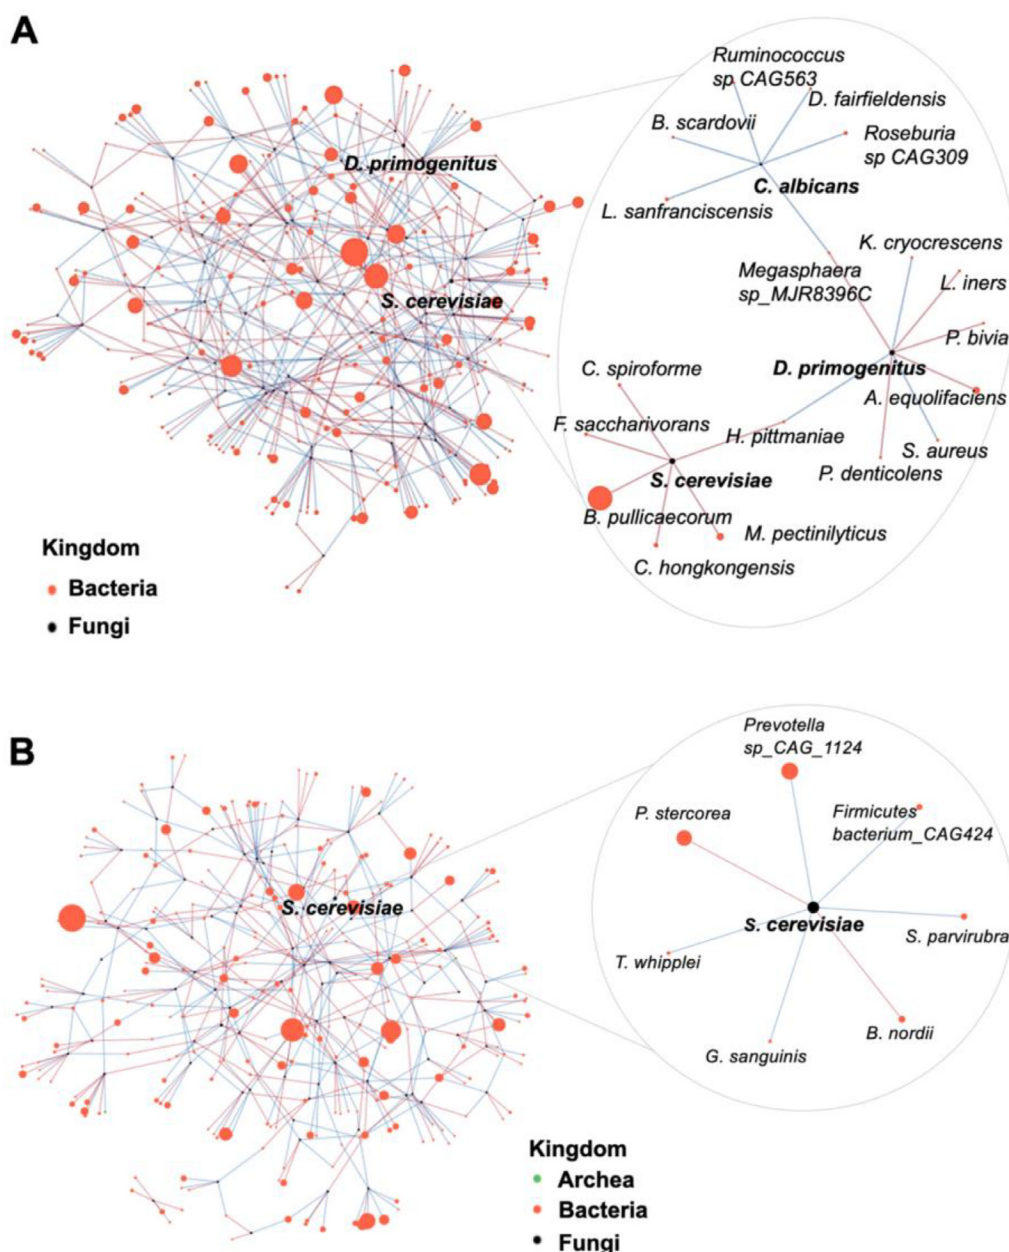 A
D. primogenitus
S. cerevisiae
Kingdom
Bacteria
Fungi
Ruminococcus
sp CAG563
D. fairfieldensis
B. scardovii
Roseburia
sp CAG309
C. albicans
L. sanfranciscensis
K. cryocrescens
Megasphaera
sp_MJR8396C
L. iners
P. bivia
D. primogenitus
C. spiroforme
A. equolifaciens
F. saccharivorans
H. pittmaniae
S. aureus
P. denticolens
S. cerevisiae
B. pullicaecorum
M. pectinilyticus
C. hongkongensis
B
S. cerevisiae
Prevotella
sp_CAG_1124
P. stercorea
Firmicutes
bacterium_CAG424
S. cerevisiae
S. parvirubra
T. whipplei
B. nordii
G. sanguinis
Kingdom
Archea
Bacteria
Fungi